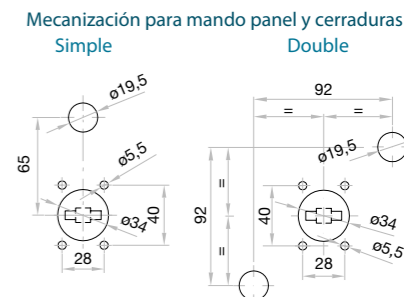 Mecanización para mando panel y cerraduras
Simple
Double
ø19,5
65
ø5,5
40
ø34
28
92
=
=
ø19,5
92
=
=
40
ø34
ø5,5
28